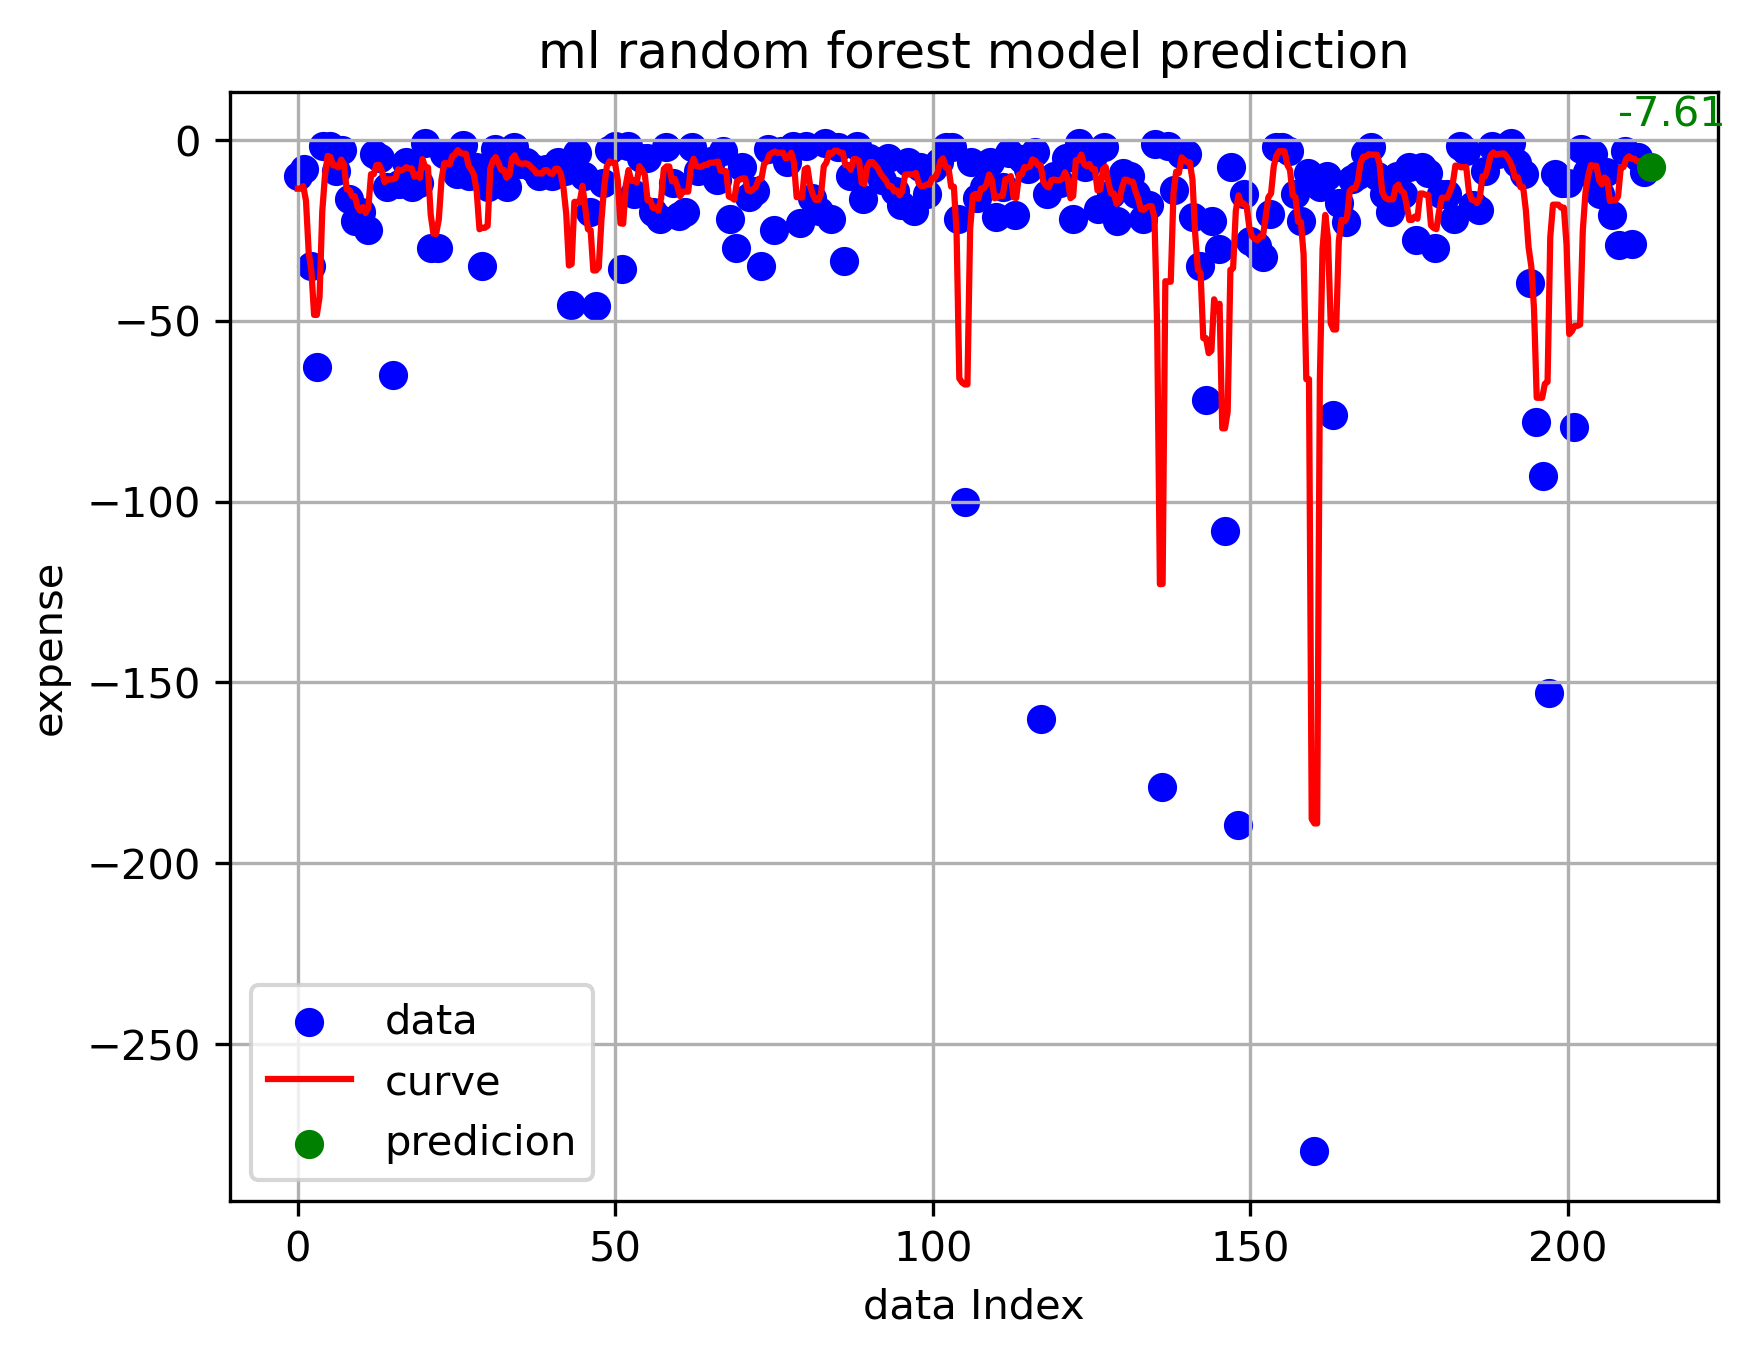 ml random forest model prediction
-7.61
0
−50
−100
−150
−200
−250
expense
data
curve
predicion
0 50 100 150 200
data Index